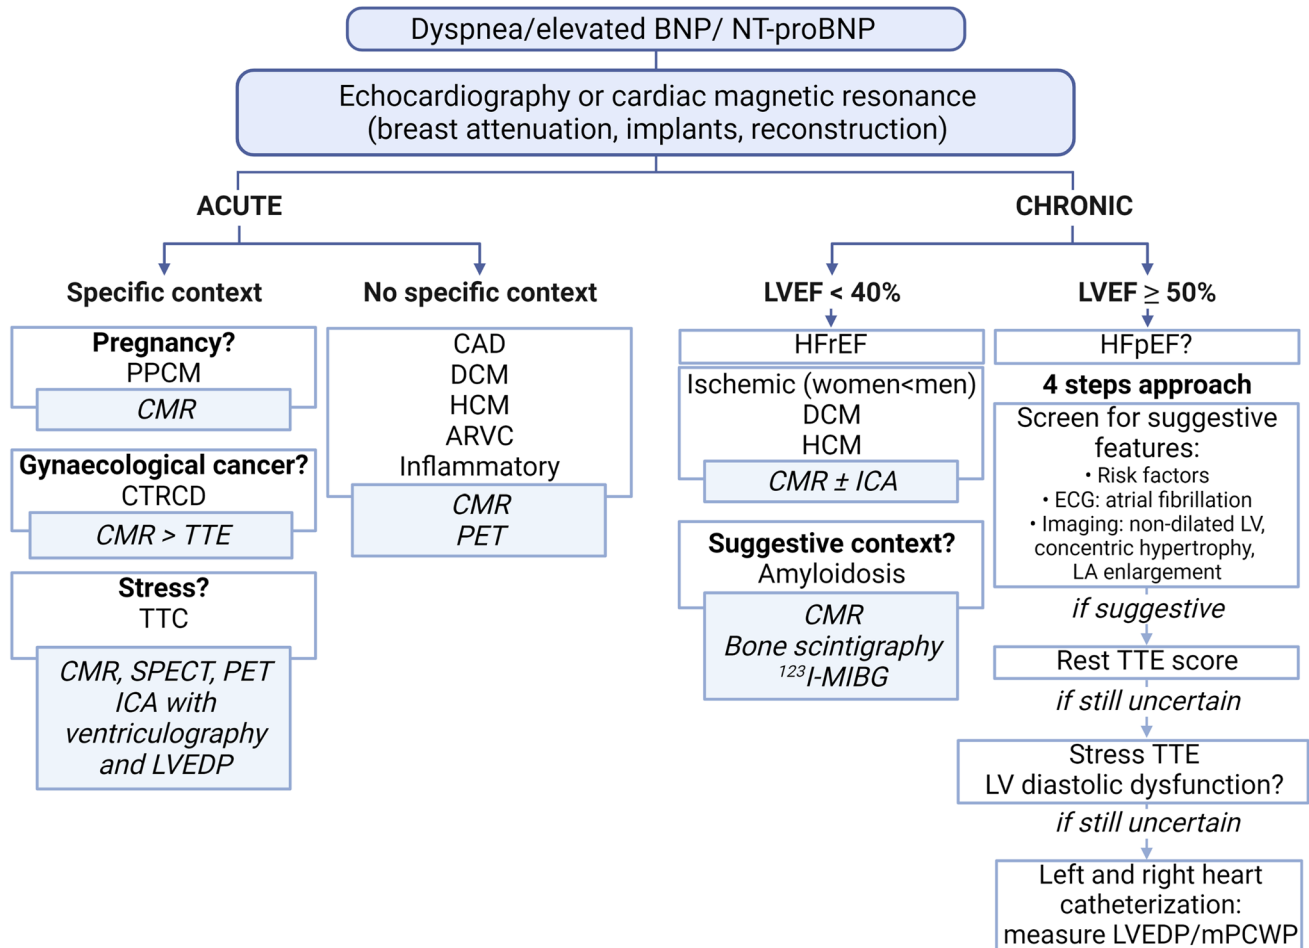 Dyspnea/elevated BNP/ NT-proBNP
Echocardiography or cardiac magnetic resonance
(breast attenuation, implants, reconstruction)
ACUTE
Specific context
Pregnancy?
PPCM
CMR
Gynaecological cancer?
CTRCD
CMR > TTE
Stress?
TTC
CMR, SPECT, PET
ICA with
ventriculography
and LVEDP
No specific context
CAD
DCM
HCM
ARVC
Inflammatory
CMR
PET
CHRONIC
LVEF < 40%
HFrEF
Ischemic (women<men)
DCM
HCM
CMR ± ICA
Suggestive context?
Amyloidosis
CMR
Bone scintigraphy
¹²³I-MIBG
LVEF ≥ 50%
HFpEF?
4 steps approach
Screen for suggestive
features:
• Risk factors
• ECG: atrial fibrillation
• Imaging: non-dilated LV,
concentric hypertrophy,
LA enlargement
if suggestive
Rest TTE score
if still uncertain
Stress TTE
LV diastolic dysfunction?
if still uncertain
Left and right heart
catheterization:
measure LVEDP/mPCWP